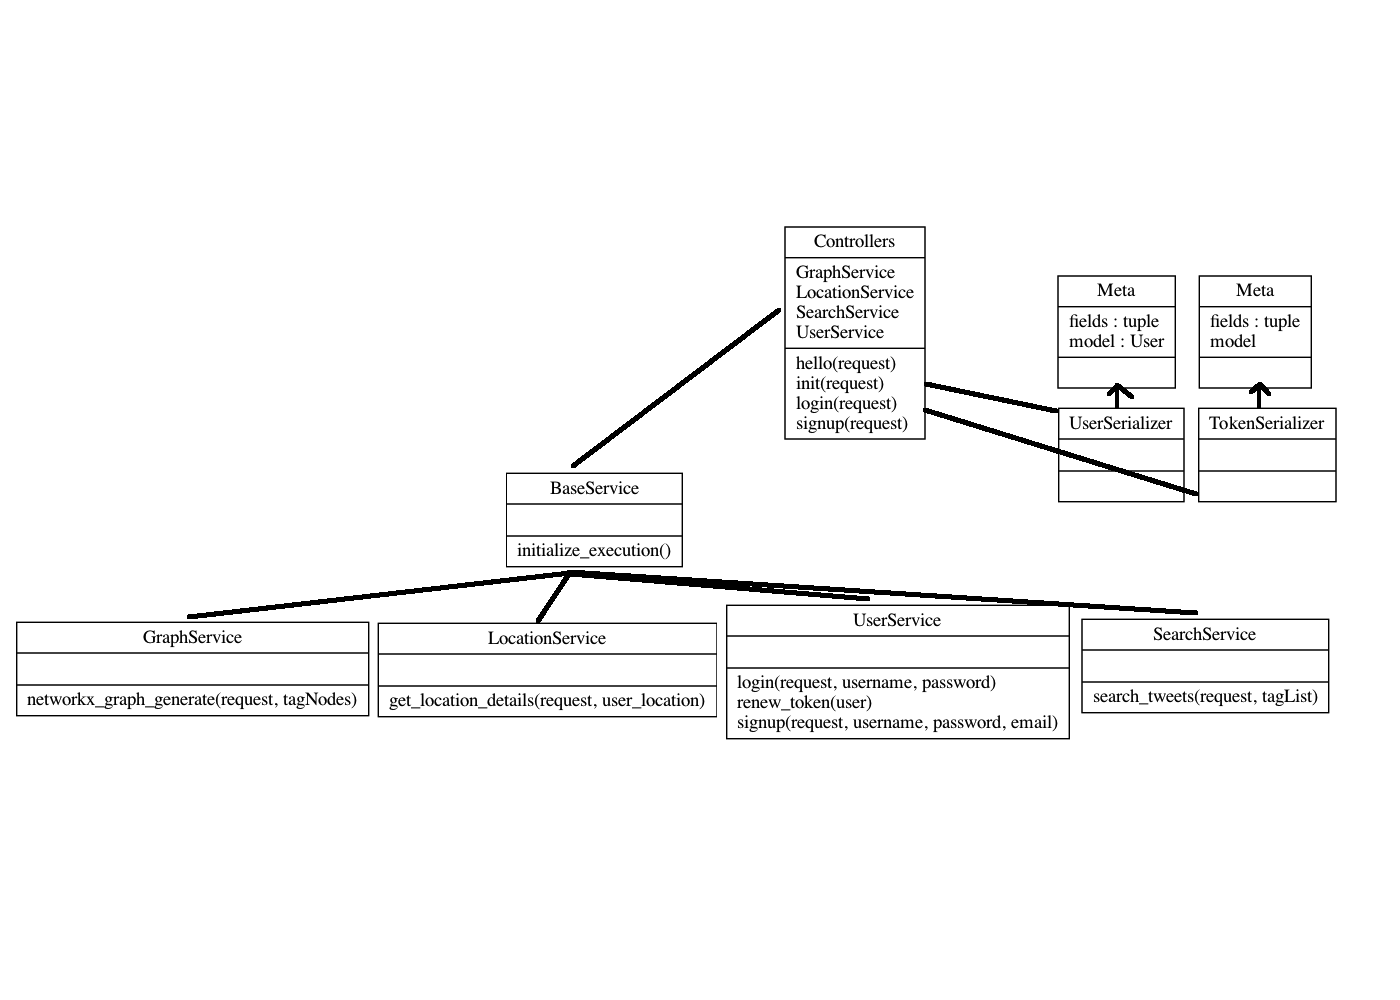 Controllers
GraphService
LocationService
SearchService
UserService
hello(request)
init(request)
login(request)
signup(request)
Meta
fields : tuple
model : User
Meta
fields : tuple
model
UserSerializer
TokenSerializer
BaseService
initialize_execution()
GraphService
networkx_graph_generate(request, tagNodes)
LocationService
get_location_details(request, user_location)
UserService
login(request, username, password)
renew_token(user)
signup(request, username, password, email)
SearchService
search_tweets(request, tagList)